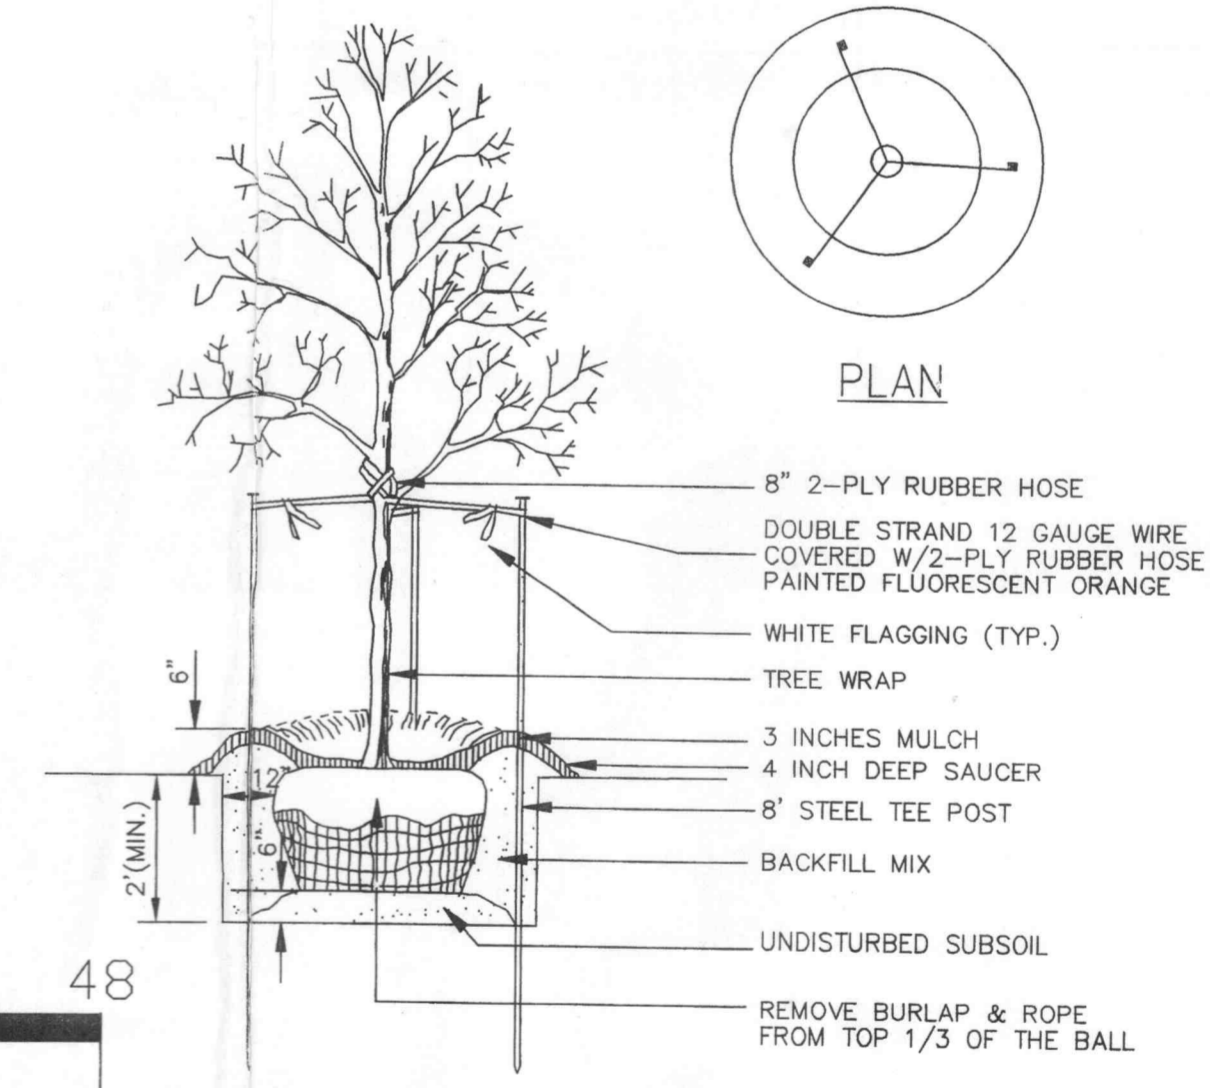 PLAN
8" 2-PLY RUBBER HOSE
DOUBLE STRAND 12 GAUGE WIRE
COVERED W/2-PLY RUBBER HOSE
PAINTED FLUORESCENT ORANGE
WHITE FLAGGING (TYP.)
TREE WRAP
6"
3 INCHES MULCH
4 INCH DEEP SAUCER
12"
8' STEEL TEE POST
2'(MIN.)
6"
BACKFILL MIX
UNDISTURBED SUBSOIL
48
REMOVE BURLAP & ROPE
FROM TOP 1/3 OF THE BALL